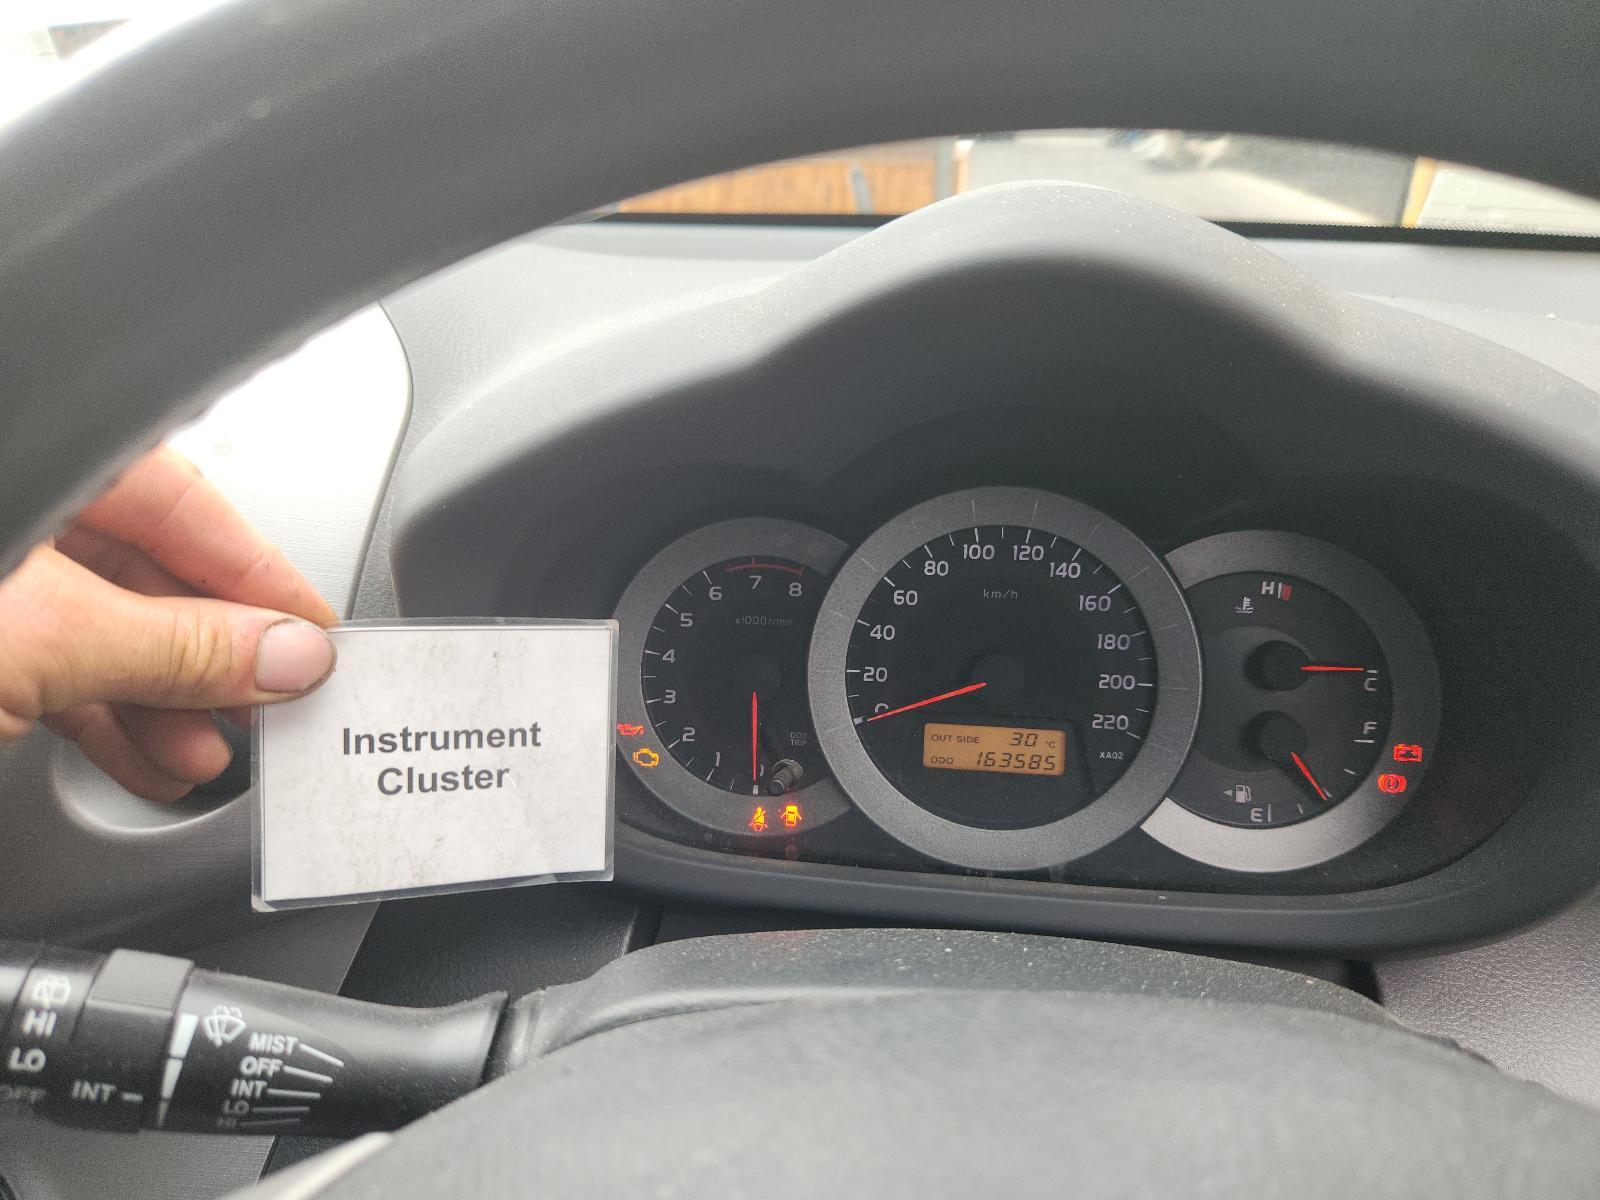 Instrument
Cluster
1
2
3
4
5
6
7
8
x1000r/min
ODO
TRIP
0
20
40
60
80
100
120
140
160
180
200
220
km/h
OUT SIDE 30 °C
ODO 163585
XA02
H
C
F
E
HI
LO
OFF
INT
MIST
OFF
INT
LO
HI